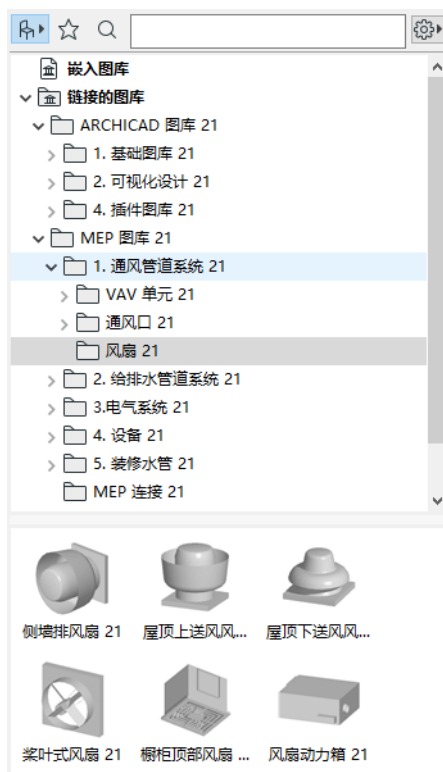 嵌入图库
链接的图库
ARCHICAD 图库 21
1. 基础图库 21
2. 可视化设计 21
4. 插件图库 21
MEP 图库 21
1. 通风管道系统 21
VAV 单元 21
通风口 21
风扇 21
2. 给排水管道系统 21
3.电气系统 21
4. 设备 21
5. 装修水管 21
MEP 连接 21
侧墙排风扇 21 屋顶上送风风... 屋顶下送风风...
桨叶式风扇 21 橱柜顶部风扇 ... 风扇动力箱 21